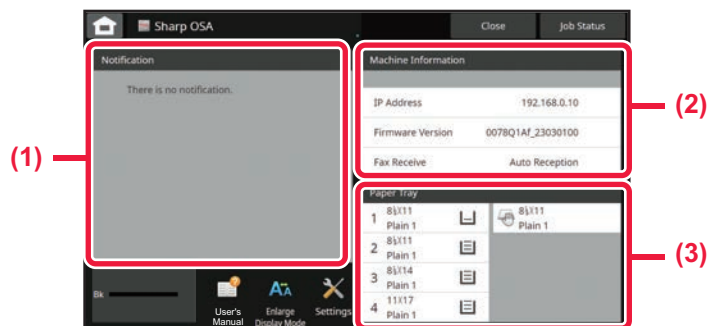 Sharp OSA
Close
Job Status
Notification
There is no notification.
(1)
Machine Information
IP Address 192.168.0.10
Firmware Version 0078Q1Af_23030100
Fax Receive Auto Reception
(2)
Paper Tray
1 8½X11 Plain 1
8½X11 Plain 1
2 8½X11 Plain 1
3 8½X14 Plain 1
4 11X17 Plain 1
(3)
Bk
User's Manual
Enlarge Display Mode
Settings